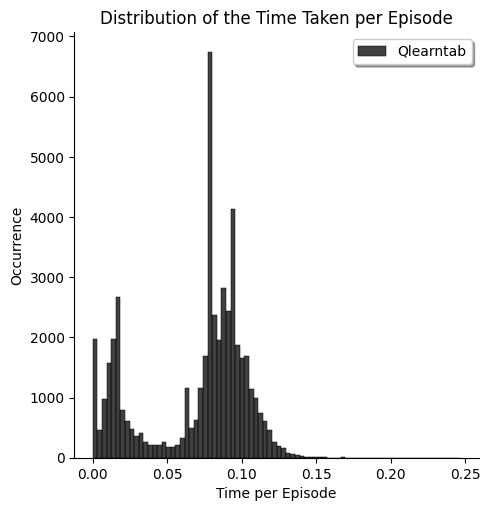 Distribution of the Time Taken per Episode
Qlearntab
7000
6000
5000
4000
3000
2000
1000
0
Occurrence
0.00 0.05 0.10 0.15 0.20 0.25
Time per Episode